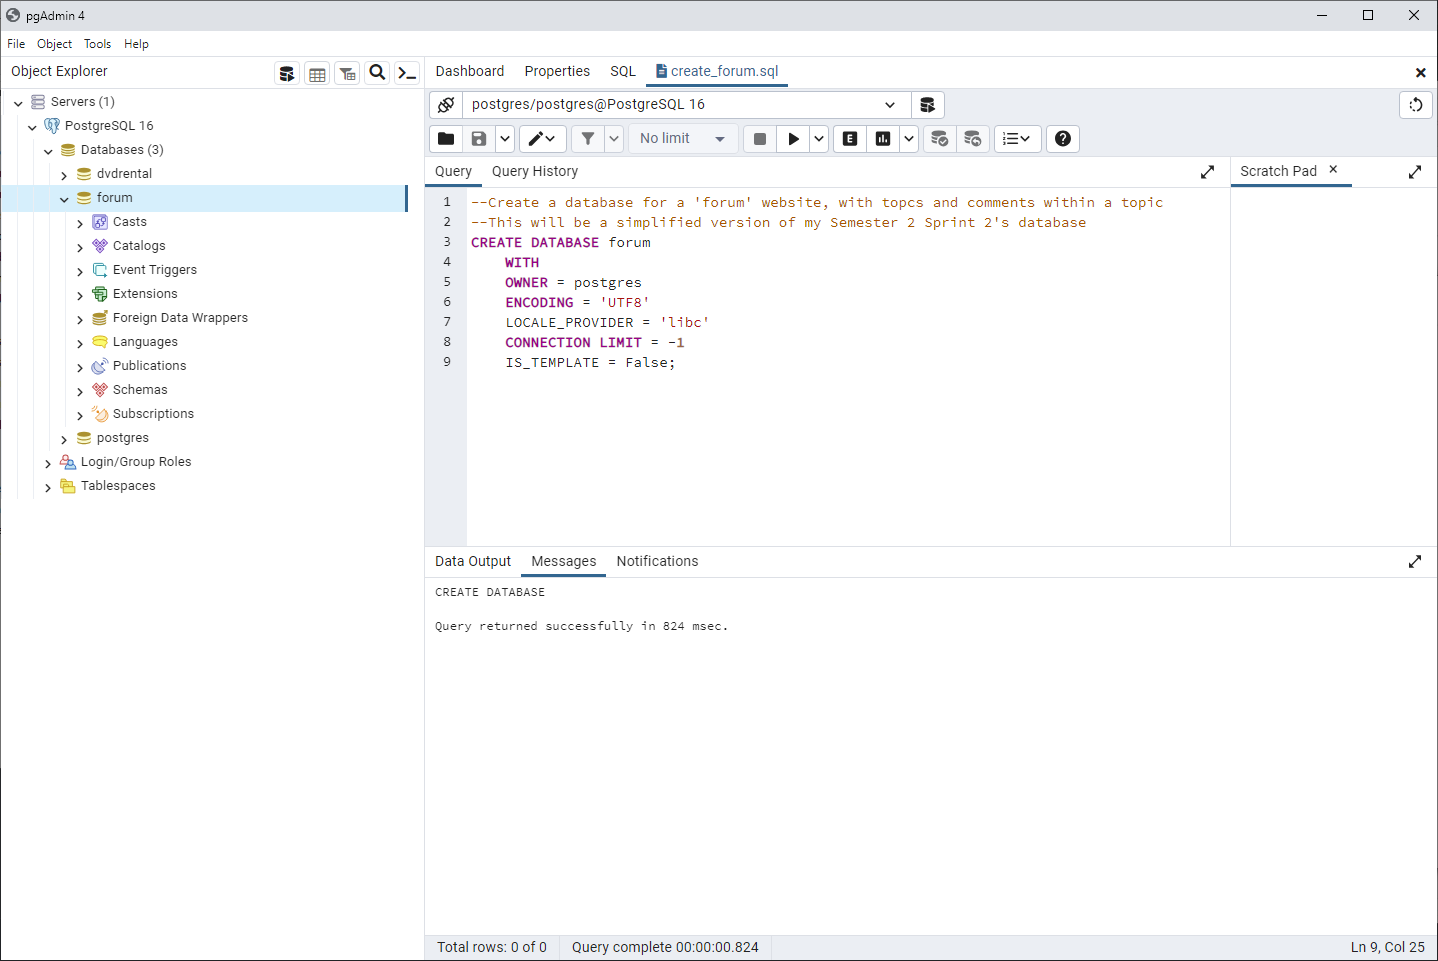 pgAdmin 4
File Object Tools Help
Object Explorer
Dashboard Properties SQL create_forum.sql
Servers (1)
PostgreSQL 16
Databases (3)
dvdrental
forum
Casts
Catalogs
Event Triggers
Extensions
Foreign Data Wrappers
Languages
Publications
Schemas
Subscriptions
postgres
Login/Group Roles
Tablespaces
postgres/postgres@PostgreSQL 16
No limit
E
Query Query History
Scratch Pad
1 --Create a database for a 'forum' website, with topcs and comments within a topic
2 --This will be a simplified version of my Semester 2 Sprint 2's database
3 CREATE DATABASE forum
4 WITH
5 OWNER = postgres
6 ENCODING = 'UTF8'
7 LOCALE_PROVIDER = 'libc'
8 CONNECTION LIMIT = -1
9 IS_TEMPLATE = False;
Data Output Messages Notifications
CREATE DATABASE
Query returned successfully in 824 msec.
Total rows: 0 of 0 Query complete 00:00:00.824 Ln 9, Col 25